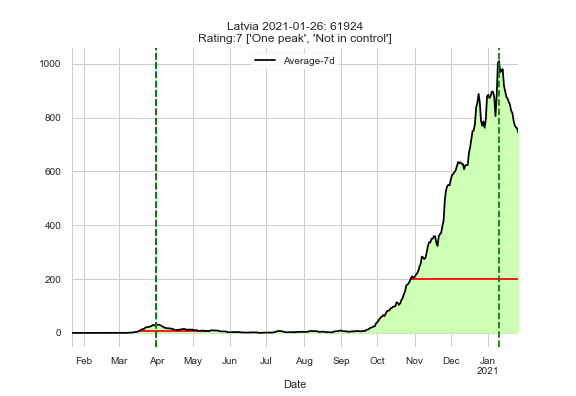 Latvia 2021-01-26: 61924
Rating:7 ['One peak', 'Not in control']
Average-7d
1000
800
600
400
200
0
Feb Mar Apr May Jun Jul Aug Sep Oct Nov Dec Jan
2021
Date